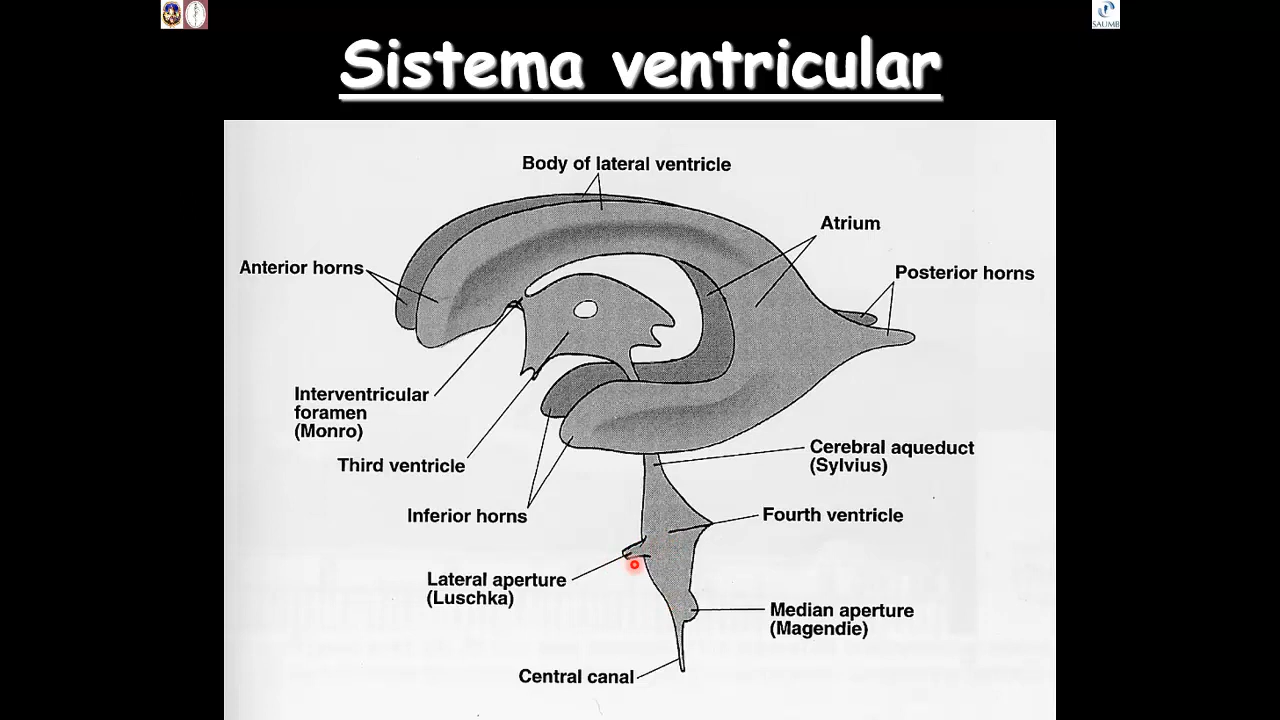 SAUMB
Sistema ventricular
Body of lateral ventricle
Atrium
Anterior horns
Posterior horns
Interventricular
foramen
(Monro)
Third ventricle
Cerebral aqueduct
(Sylvius)
Inferior horns
Fourth ventricle
Lateral aperture
(Luschka)
Median aperture
(Magendie)
Central canal